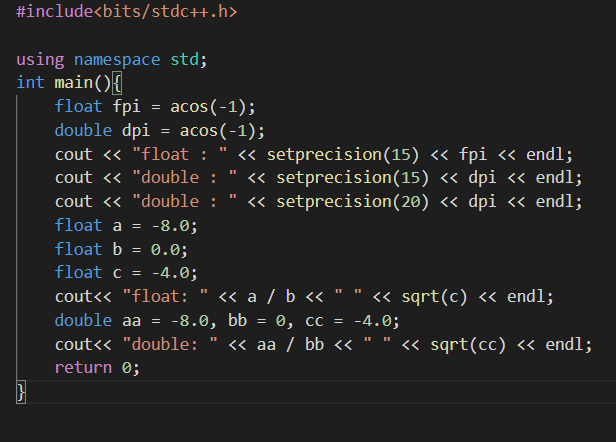 #include<bits/stdc++.h>
using namespace std;
int main(){
    float fpi = acos(-1);
    double dpi = acos(-1);
    cout << "float : " << setprecision(15) << fpi << endl;
    cout << "double : " << setprecision(15) << dpi << endl;
    cout << "double : " << setprecision(20) << dpi << endl;
    float a = -8.0;
    float b = 0.0;
    float c = -4.0;
    cout<< "float: " << a / b << " " << sqrt(c) << endl;
    double aa = -8.0, bb = 0, cc = -4.0;
    cout<< "double: " << aa / bb << " " << sqrt(cc) << endl;
    return 0;
}